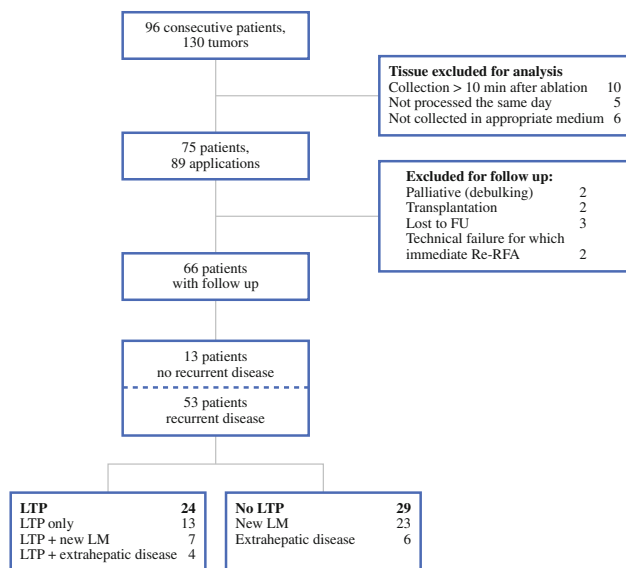 96 consecutive patients,
130 tumors
Tissue excluded for analysis
Collection > 10 min after ablation 10
Not processed the same day 5
Not collected in appropriate medium 6
75 patients,
89 applications
Excluded for follow up:
Palliative (debulking) 2
Transplantation 2
Lost to FU 3
Technical failure for which
immediate Re-RFA 2
66 patients
with follow up
13 patients
no recurrent disease
53 patients
recurrent disease
LTP 24
LTP only 13
LTP + new LM 7
LTP + extrahepatic disease 4
No LTP 29
New LM 23
Extrahepatic disease 6